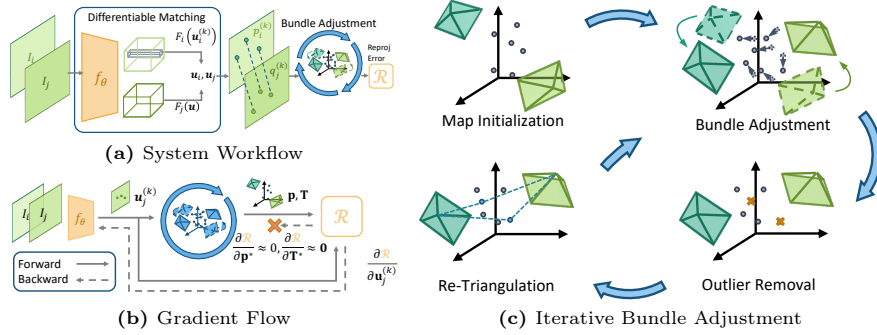 Differentiable Matching
Bundle Adjustment
I_i
I_j
f_θ
F_i(u_i^{(k)})
F_j(u)
u_i, u_j
p_i^{(k)}
q_j^{(k)}
Reproj
Error
ℛ
(a) System Workflow
I_i
I_j
f_θ
u_j^{(k)}
p, T
ℛ
∂ℛ/∂p* ≈ 0, ∂ℛ/∂T* ≈ 0
∂ℛ/∂u_j^{(k)}
Forward
Backward
(b) Gradient Flow
Map Initialization
Bundle Adjustment
Re-Triangulation
Outlier Removal
(c) Iterative Bundle Adjustment